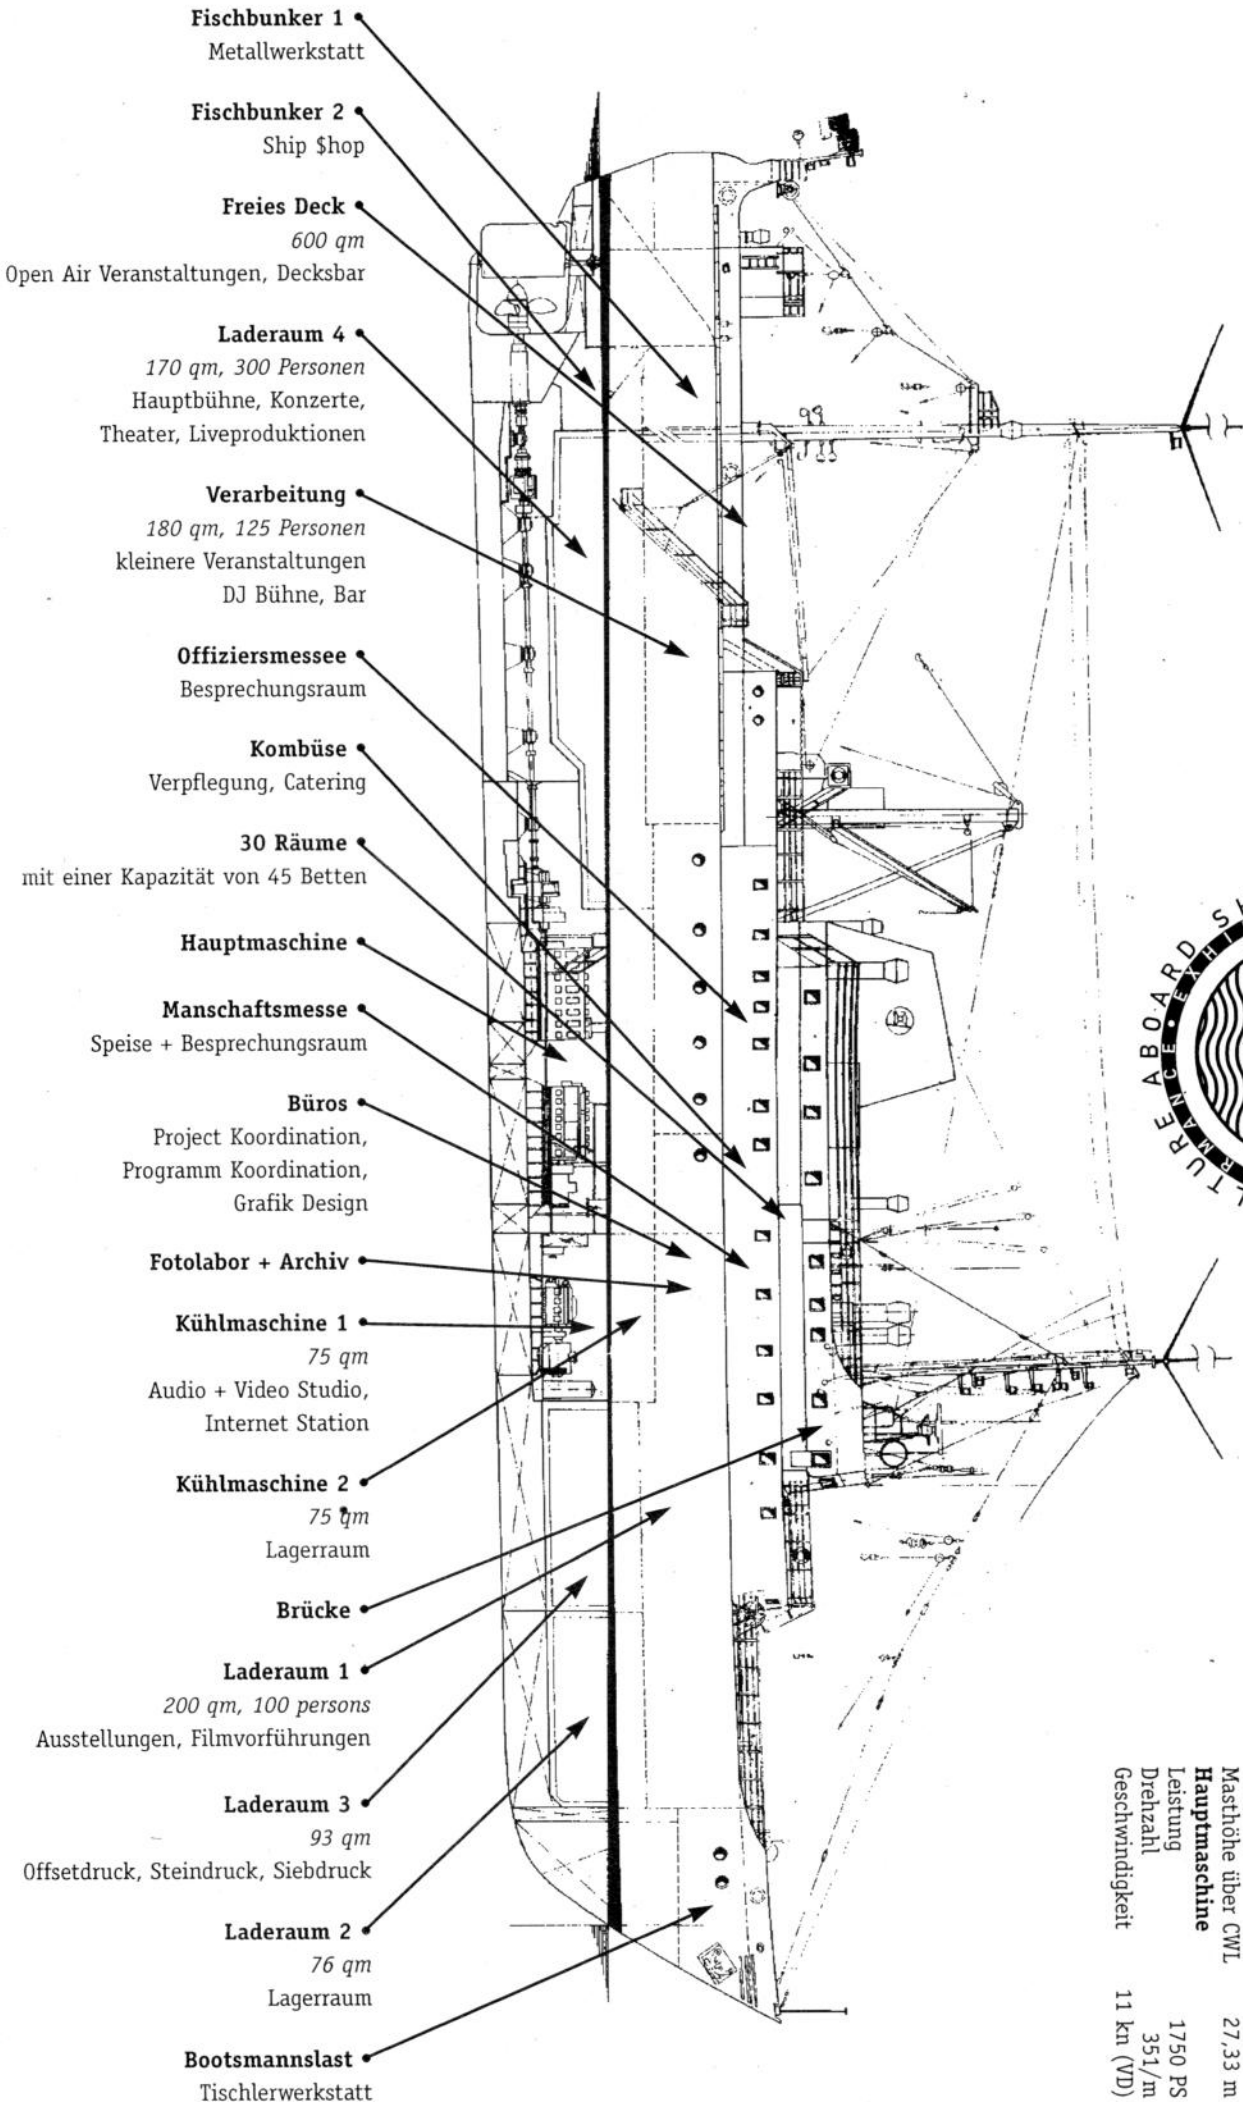 Fischbunker 1
Metallwerkstatt
Fischbunker 2
Ship $hop
Freies Deck
600 qm
Open Air Veranstaltungen, Decksbar
Laderaum 4
170 qm, 300 Personen
Hauptbühne, Konzerte,
Theater, Liveproduktionen
Verarbeitung
180 qm, 125 Personen
kleinere Veranstaltungen
DJ Bühne, Bar
Offiziersmessee
Besprechungsraum
Kombüse
Verpflegung, Catering
30 Räume
mit einer Kapazität von 45 Betten
Hauptmaschine
Manschaftsmesse
Speise + Besprechungsraum
Büros
Project Koordination,
Programm Koordination,
Grafik Design
Fotolabor + Archiv
Kühlmaschine 1
75 qm
Audio + Video Studio,
Internet Station
Kühlmaschine 2
75 qm
Lagerraum
Brücke
Laderaum 1
200 qm, 100 persons
Ausstellungen, Filmvorführungen
Laderaum 3
93 qm
Offsetdruck, Steindruck, Siebdruck
Laderaum 2
76 qm
Lagerraum
Bootsmannslast
Tischlerwerkstatt
ABOARD
Masthöhe über CWL 27,33 m
Hauptmaschine
Leistung 1750 PS
Drehzahl 351/m
Geschwindigkeit 11 kn (VD)